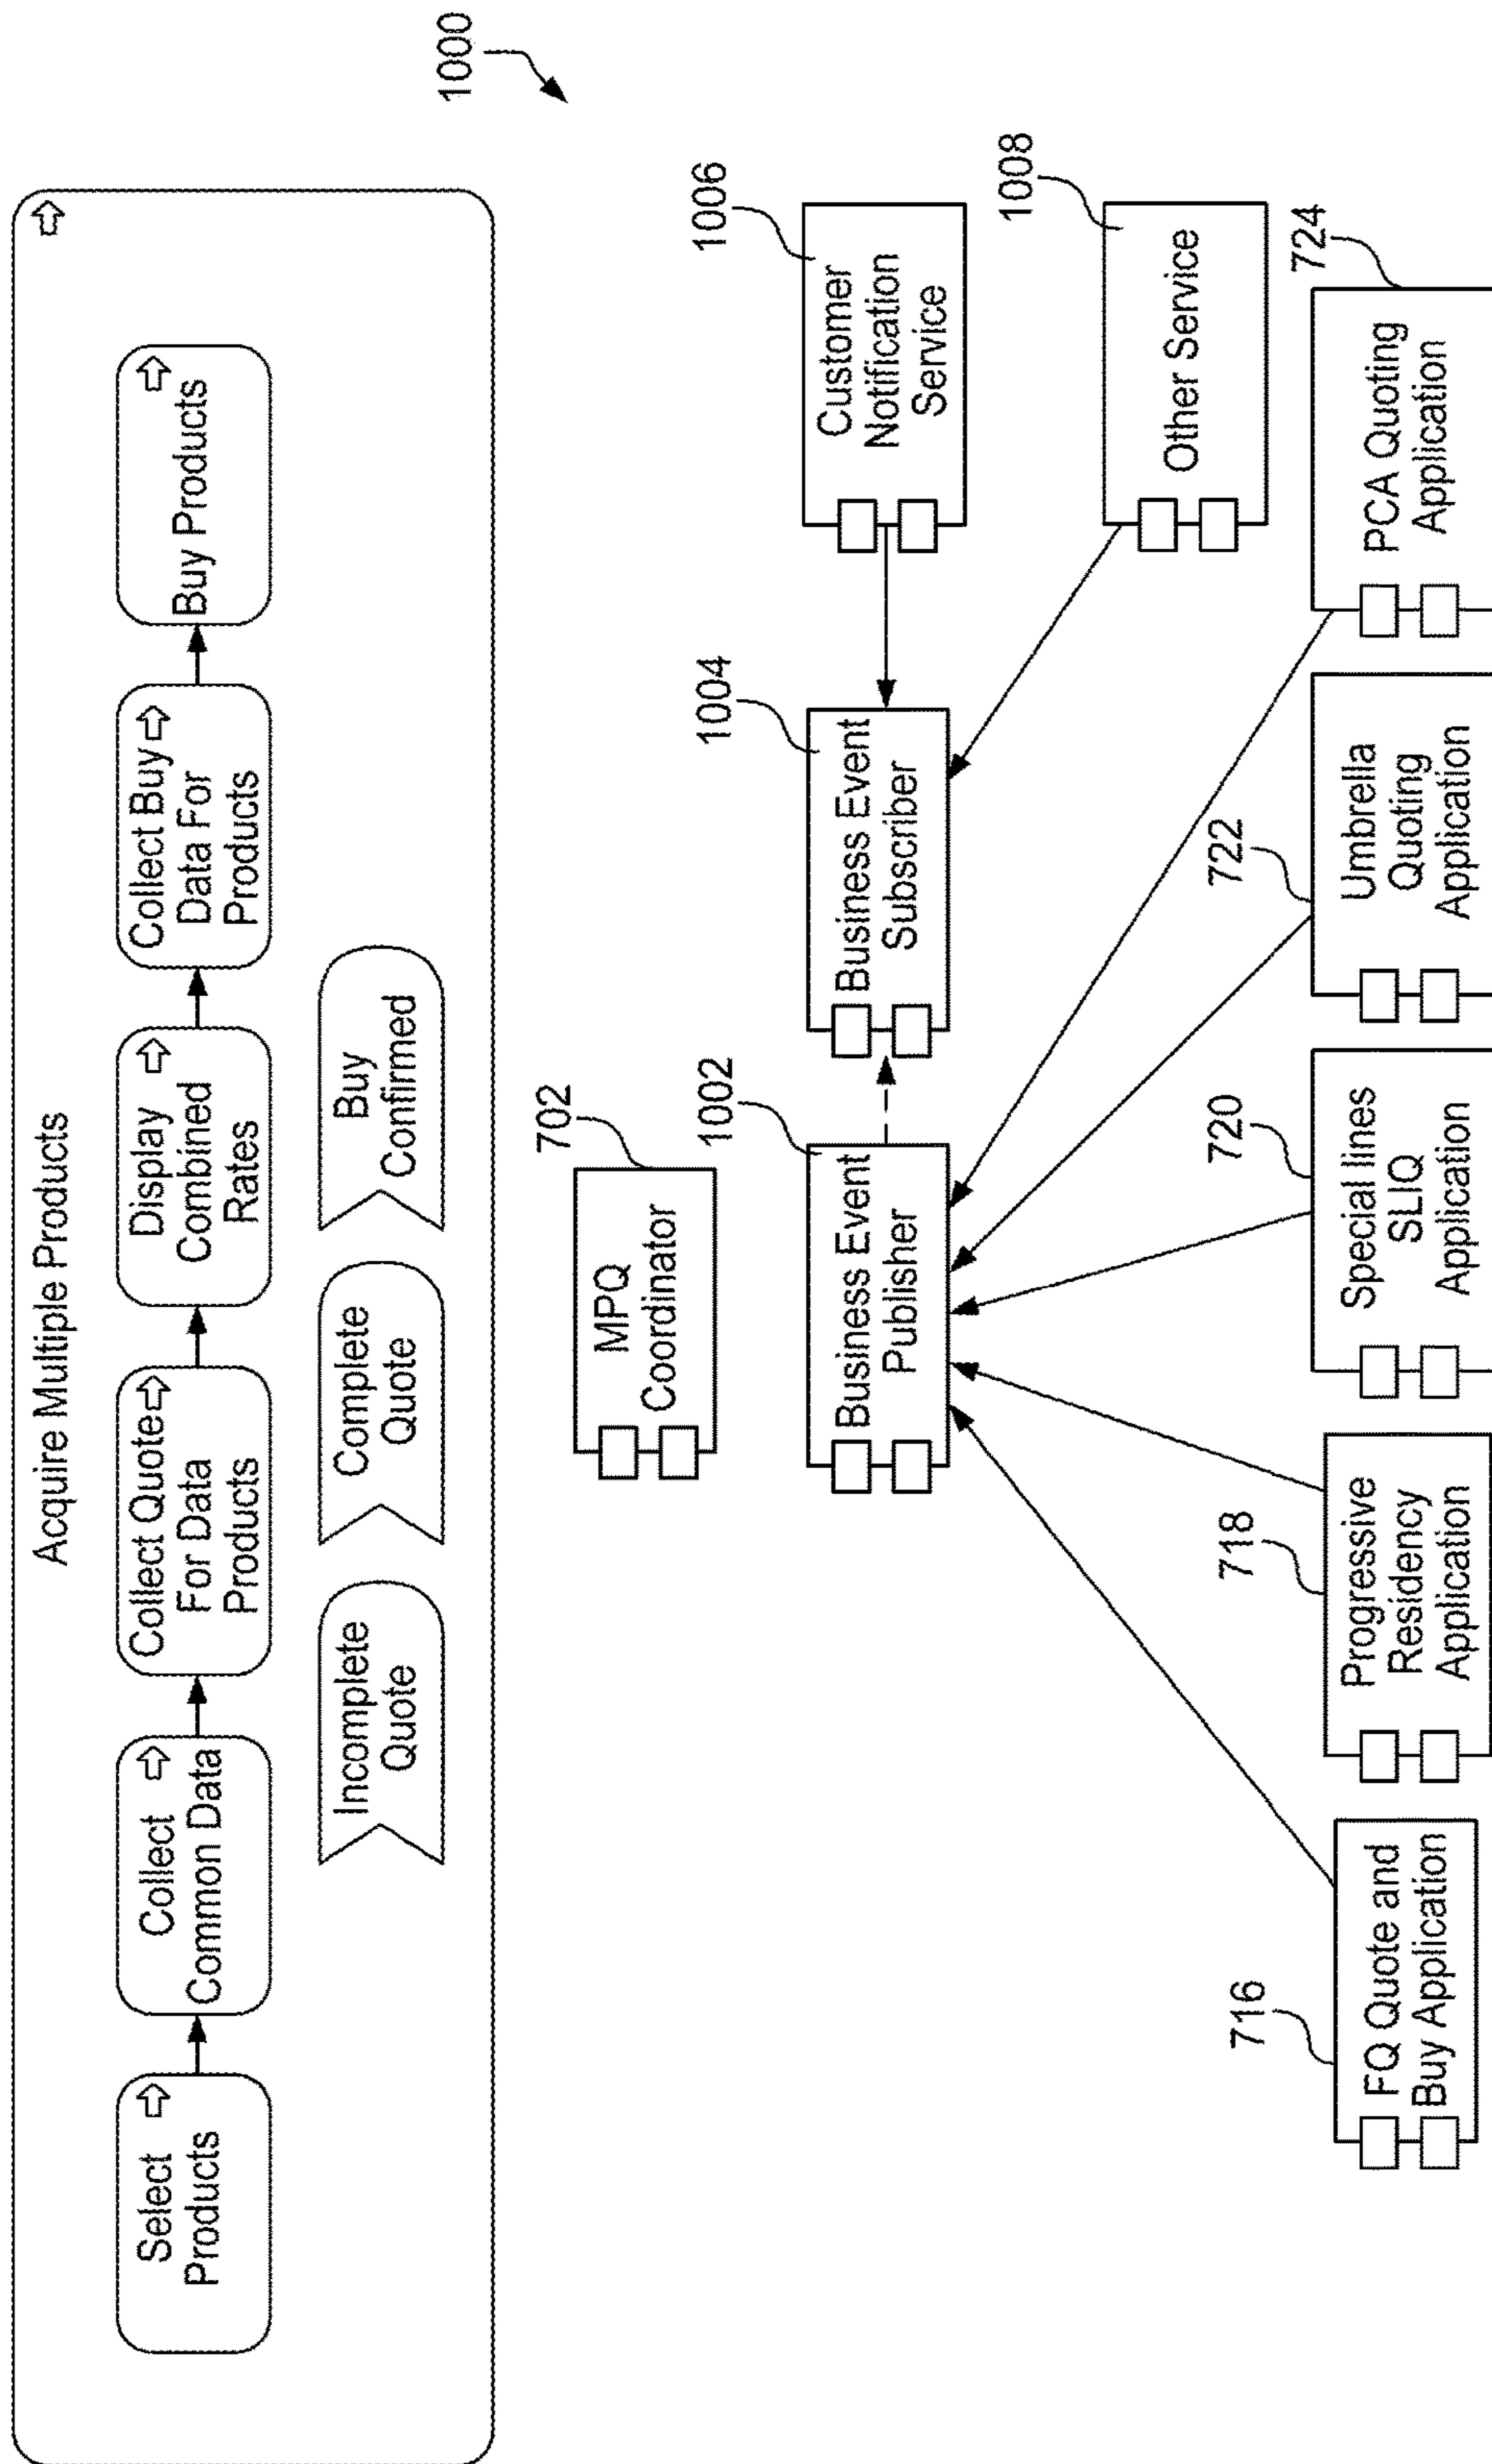 Acquire Multiple Products
Select
Products
Collect
Common Data
Collect Quote
For Data
Products
Display
Combined
Rates
Collect Buy
Data For
Products
Buy Products
Incomplete
Quote
Complete
Quote
Buy
Confirmed
1000
702
MPQ
Coordinator
1002
Business Event
Publisher
1004
Business Event
Subscriber
1006
Customer
Notification
Service
1008
Other Service
716
FQ Quote and
Buy Application
718
Progressive
Residency
Application
720
Special lines
SLIQ
Application
722
Umbrella
Quoting
Application
724
PCA Quoting
Application